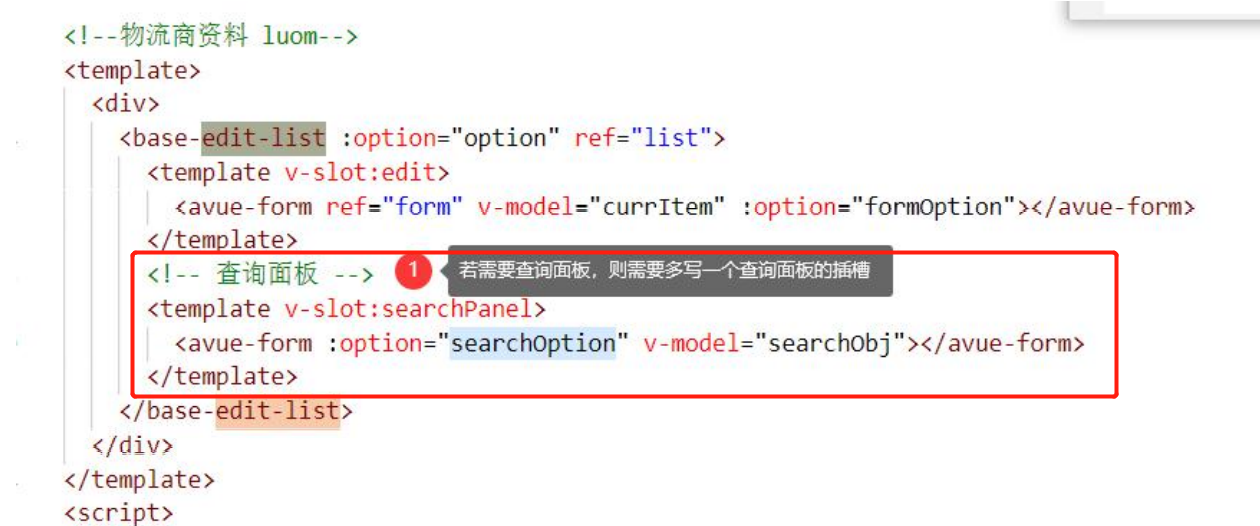 <!--物流商资料 luom-->
<template>
<div>
<base-edit-list :option="option" ref="list">
<template v-slot:edit>
<avue-form ref="form" v-model="currItem" :option="formOption"></avue-form>
</template>
<!-- 查询面板 --> 1 若需要查询面板，则需要多写一个查询面板的插槽
<template v-slot:searchPanel>
<avue-form :option="searchOption" v-model="searchObj"></avue-form>
</template>
</base-edit-list>
</div>
</template>
<script>